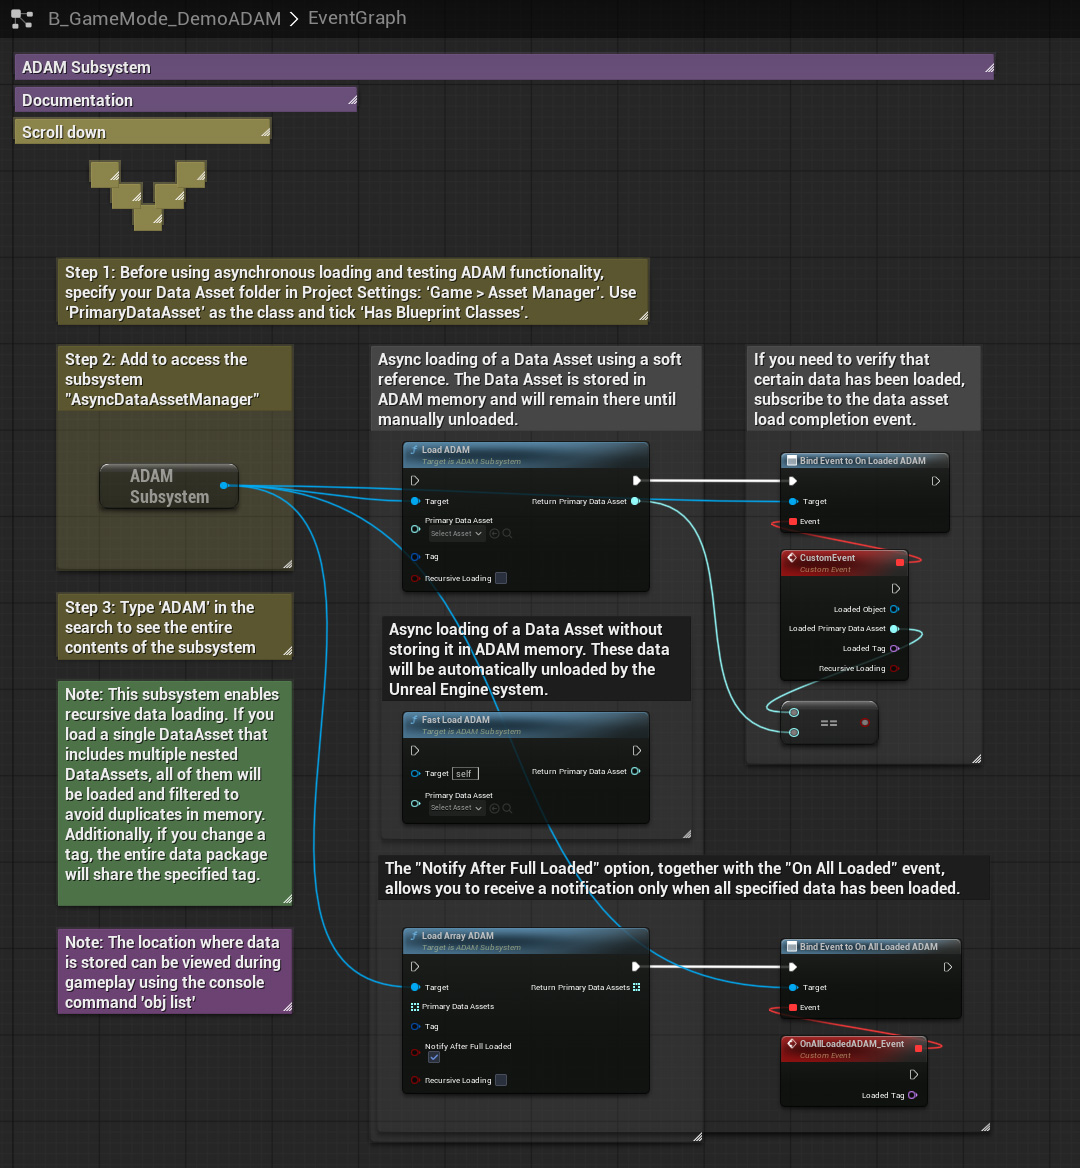 B_GameMode_DemoADAM > EventGraph
ADAM Subsystem
Documentation
Scroll down
Step 1: Before using asynchronous loading and testing ADAM functionality,
specify your Data Asset folder in Project Settings: ‘Game > Asset Manager’. Use
‘PrimaryDataAsset’ as the class and tick ‘Has Blueprint Classes’.
Step 2: Add to access the
subsystem
"AsyncDataAssetManager"
ADAM
Subsystem
Step 3: Type ‘ADAM’ in the
search to see the entire
contents of the subsystem
Note: This subsystem enables
recursive data loading. If you
load a single DataAsset that
includes multiple nested
DataAssets, all of them will
be loaded and filtered to
avoid duplicates in memory.
Additionally, if you change a
tag, the entire data package
will share the specified tag.
Note: The location where data
is stored can be viewed during
gameplay using the console
command 'obj list'
Async loading of a Data Asset using a soft
reference. The Data Asset is stored in
ADAM memory and will remain there until
manually unloaded.
Load ADAM
Target is ADAM Subsystem
Target
Return Primary Data Asset
Primary Data Asset
Select Asset
Tag
Recursive Loading
If you need to verify that
certain data has been loaded,
subscribe to the data asset
load completion event.
Bind Event to On Loaded ADAM
Target
Event
CustomEvent
Custom Event
Loaded Object
Loaded Primary Data Asset
Loaded Tag
Recursive Loading
==
Async loading of a Data Asset without
storing it in ADAM memory. These data
will be automatically unloaded by the
Unreal Engine system.
Fast Load ADAM
Target is ADAM Subsystem
Target self
Return Primary Data Asset
Primary Data Asset
Select Asset
The "Notify After Full Loaded" option, together with the "On All Loaded" event,
allows you to receive a notification only when all specified data has been loaded.
Load Array ADAM
Target is ADAM Subsystem
Target
Return Primary Data Assets
Primary Data Assets
Tag
Notify After Full Loaded
Recursive Loading
Bind Event to On All Loaded ADAM
Target
Event
OnAllLoadedADAM_Event
Custom Event
Loaded Tag